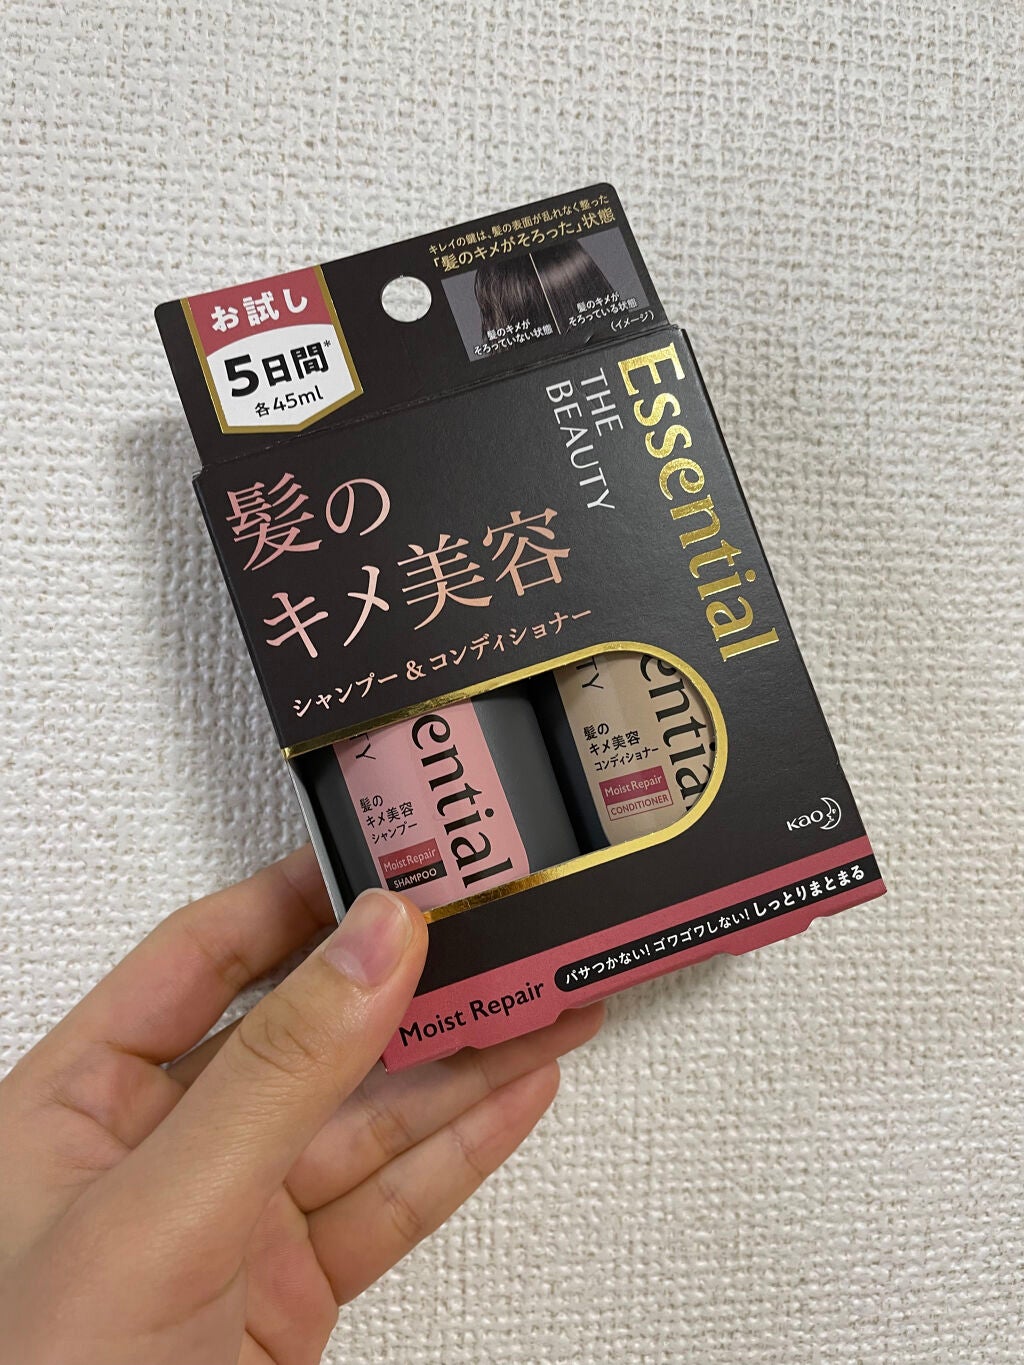 キレイの鍵は、髪の表面が乱れなく整った
「髪のキメがそろった」状態
髪のキメが
そろっていない状態
髪のキメが
そろっている状態
(イメージ)
お試し
5日間*
各45ml
Essential
THE
BEAUTY
髪の
キメ美容
シャンプー&コンディショナー
ential
TY
髪の
キメ美容
シャンプー
Moist Repair
SHAMPOO
entia
TY
髪の
キメ美容
コンディショナー
Moist Repair
CONDITIONER
Kao
Moist Repair
パサつかない!ゴワゴワしない!しっとりまとまる